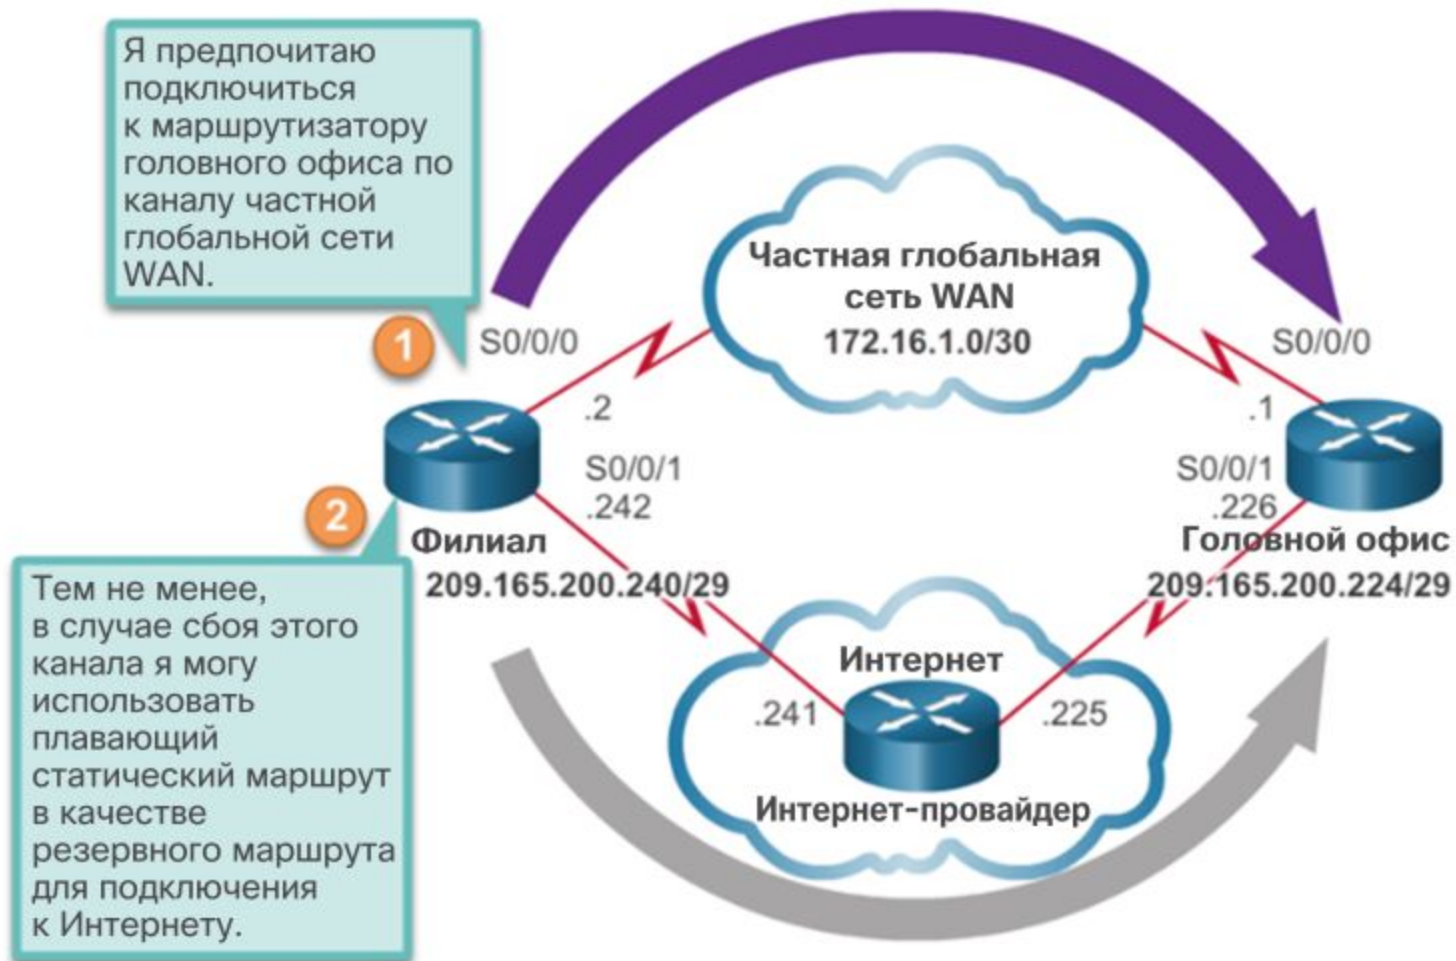 Я предпочитаю
подключиться
к маршрутизатору
головного офиса по
каналу частной
глобальной сети
WAN.
1
S0/0/0
Частная глобальная
сеть WAN
172.16.1.0/30
S0/0/0
.2
.1
S0/0/1
.242
S0/0/1
.226
2
Филиал
209.165.200.240/29
Головной офис
209.165.200.224/29
Тем не менее,
в случае сбоя этого
канала я могу
использовать
плавающий
статический маршрут
в качестве
резервного маршрута
для подключения
к Интернету.
Интернет
.241
.225
Интернет-провайдер